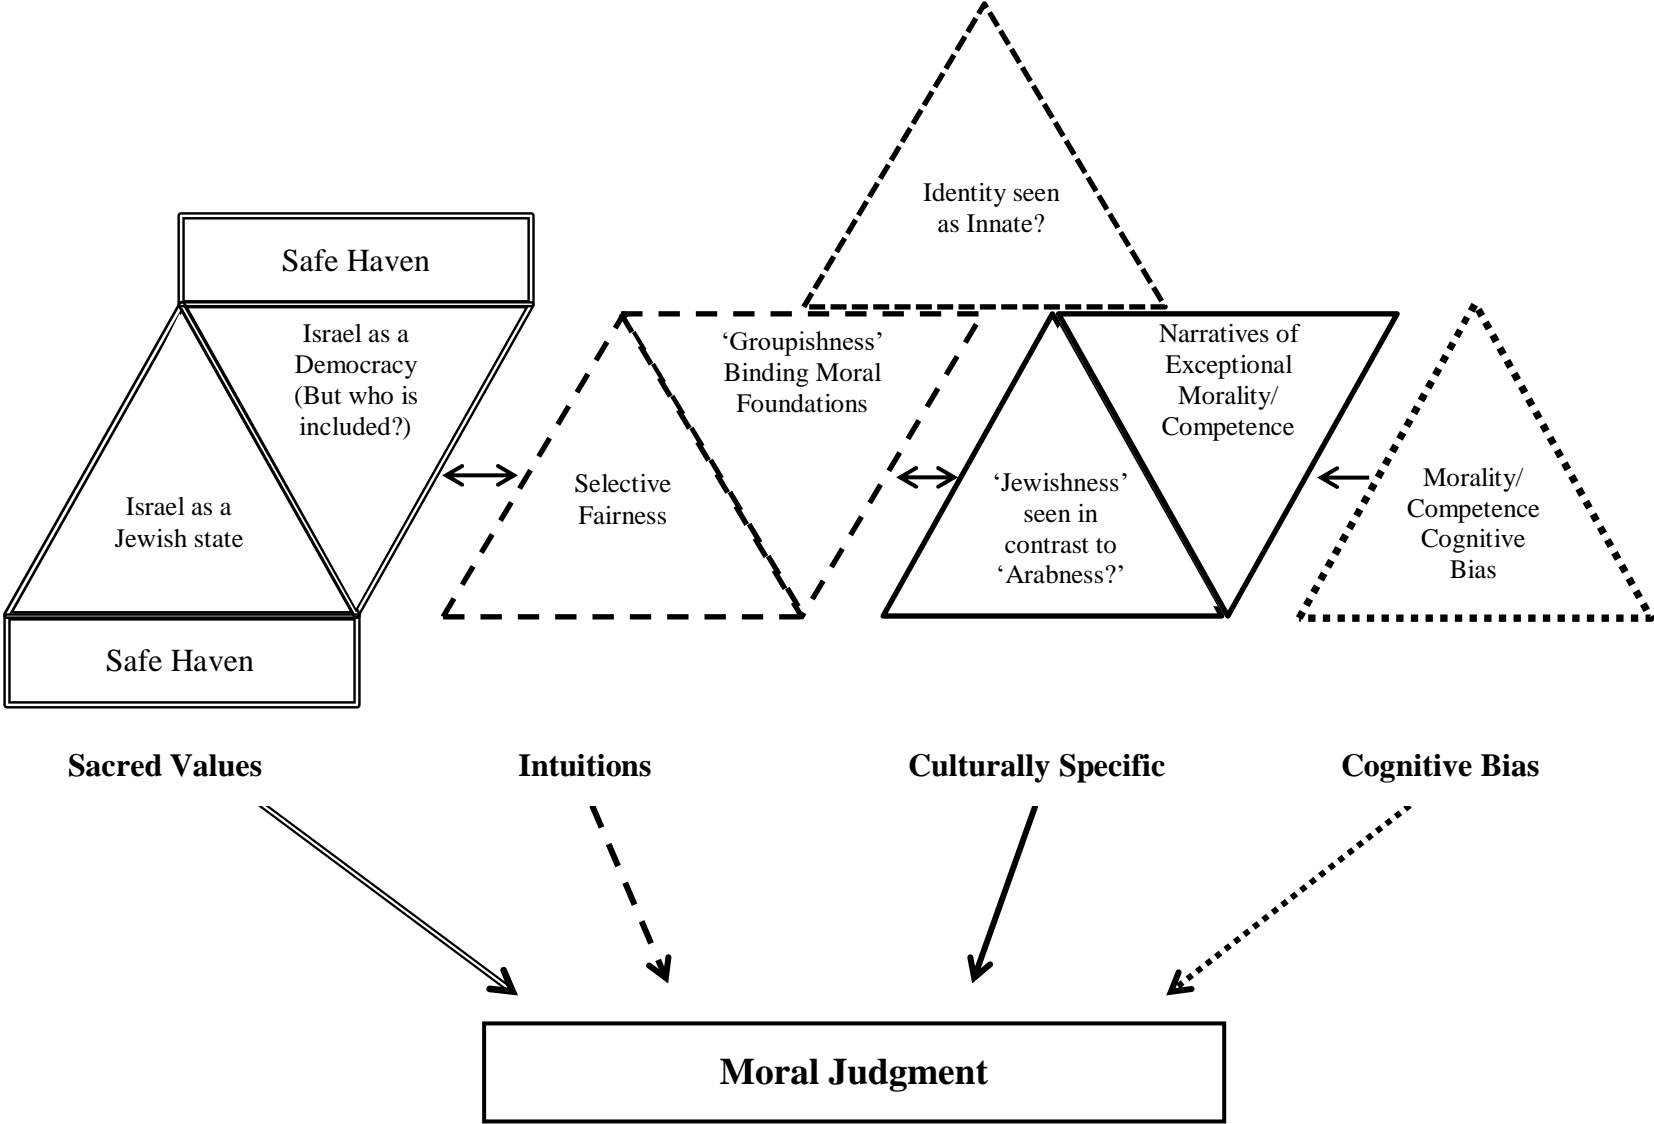 Identity seen
as Innate?
Safe Haven
Israel as a
Democracy
(But who is
included?)
Israel as a
Jewish state
Safe Haven
‘Groupishness’
Binding Moral
Foundations
Selective
Fairness
Narratives of
Exceptional
Morality/
Competence
‘Jewishness’
seen in
contrast to
‘Arabness?’
Morality/
Competence
Cognitive
Bias
Sacred Values
Intuitions
Culturally Specific
Cognitive Bias
Moral Judgment